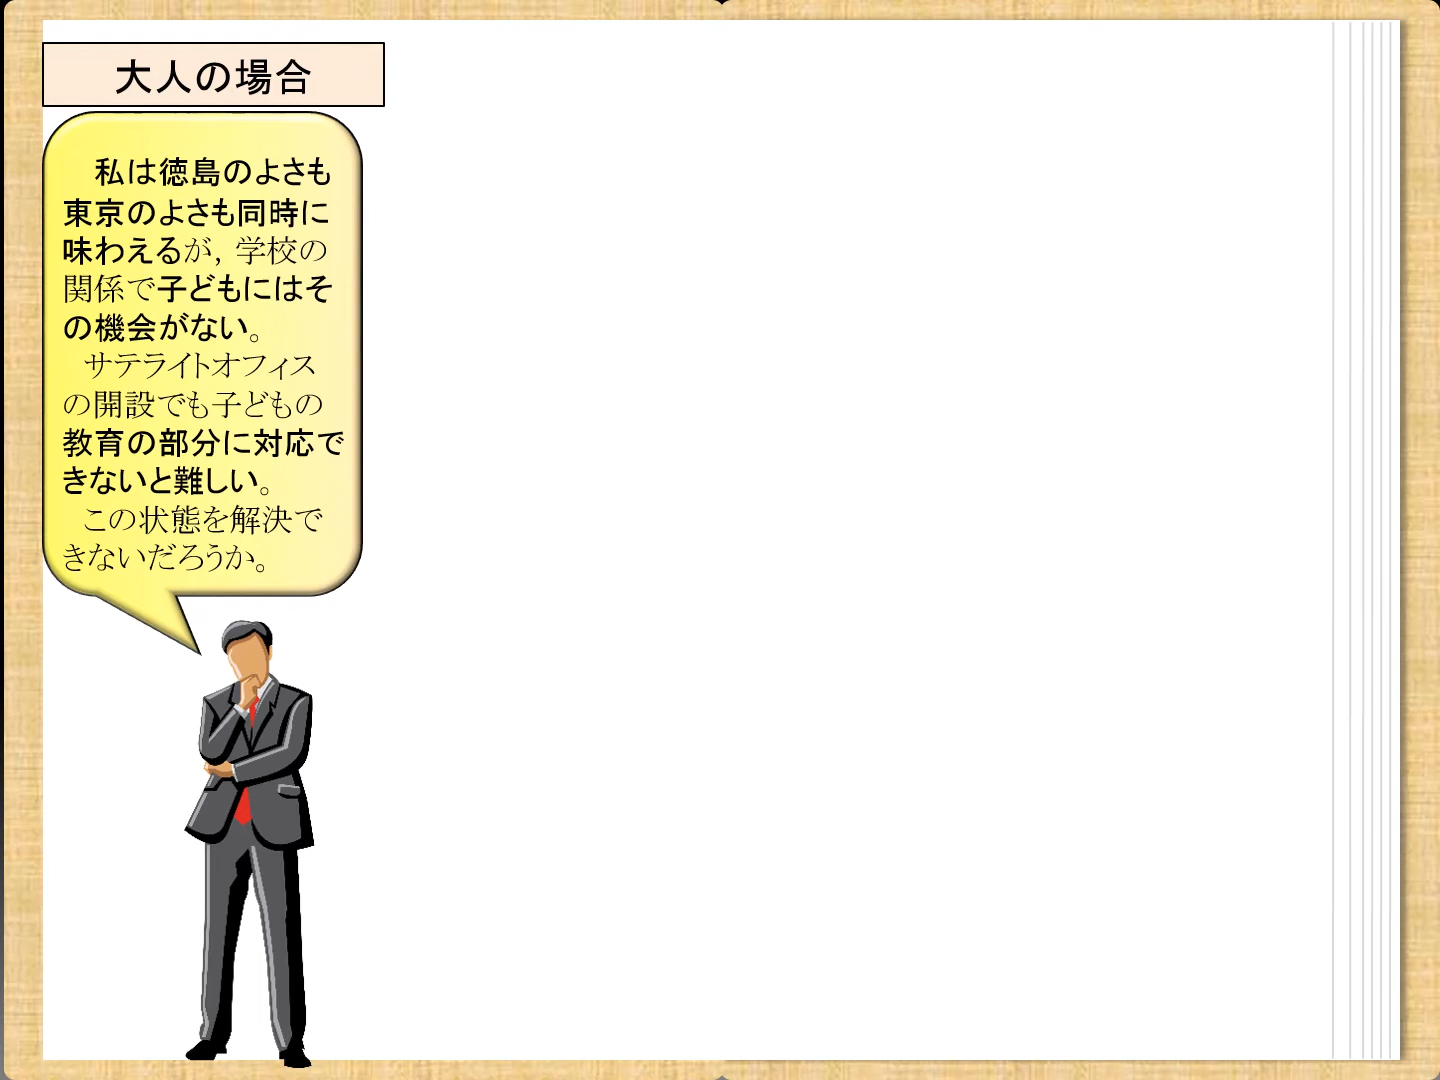 大人の場合
私は徳島のよさも
東京のよさも同時に
味わえるが，学校の
関係で子どもにはそ
の機会がない。
サテライトオフィス
の開設でも子どもの
教育の部分に対応で
きないと難しい。
この状態を解決で
きないだろうか。